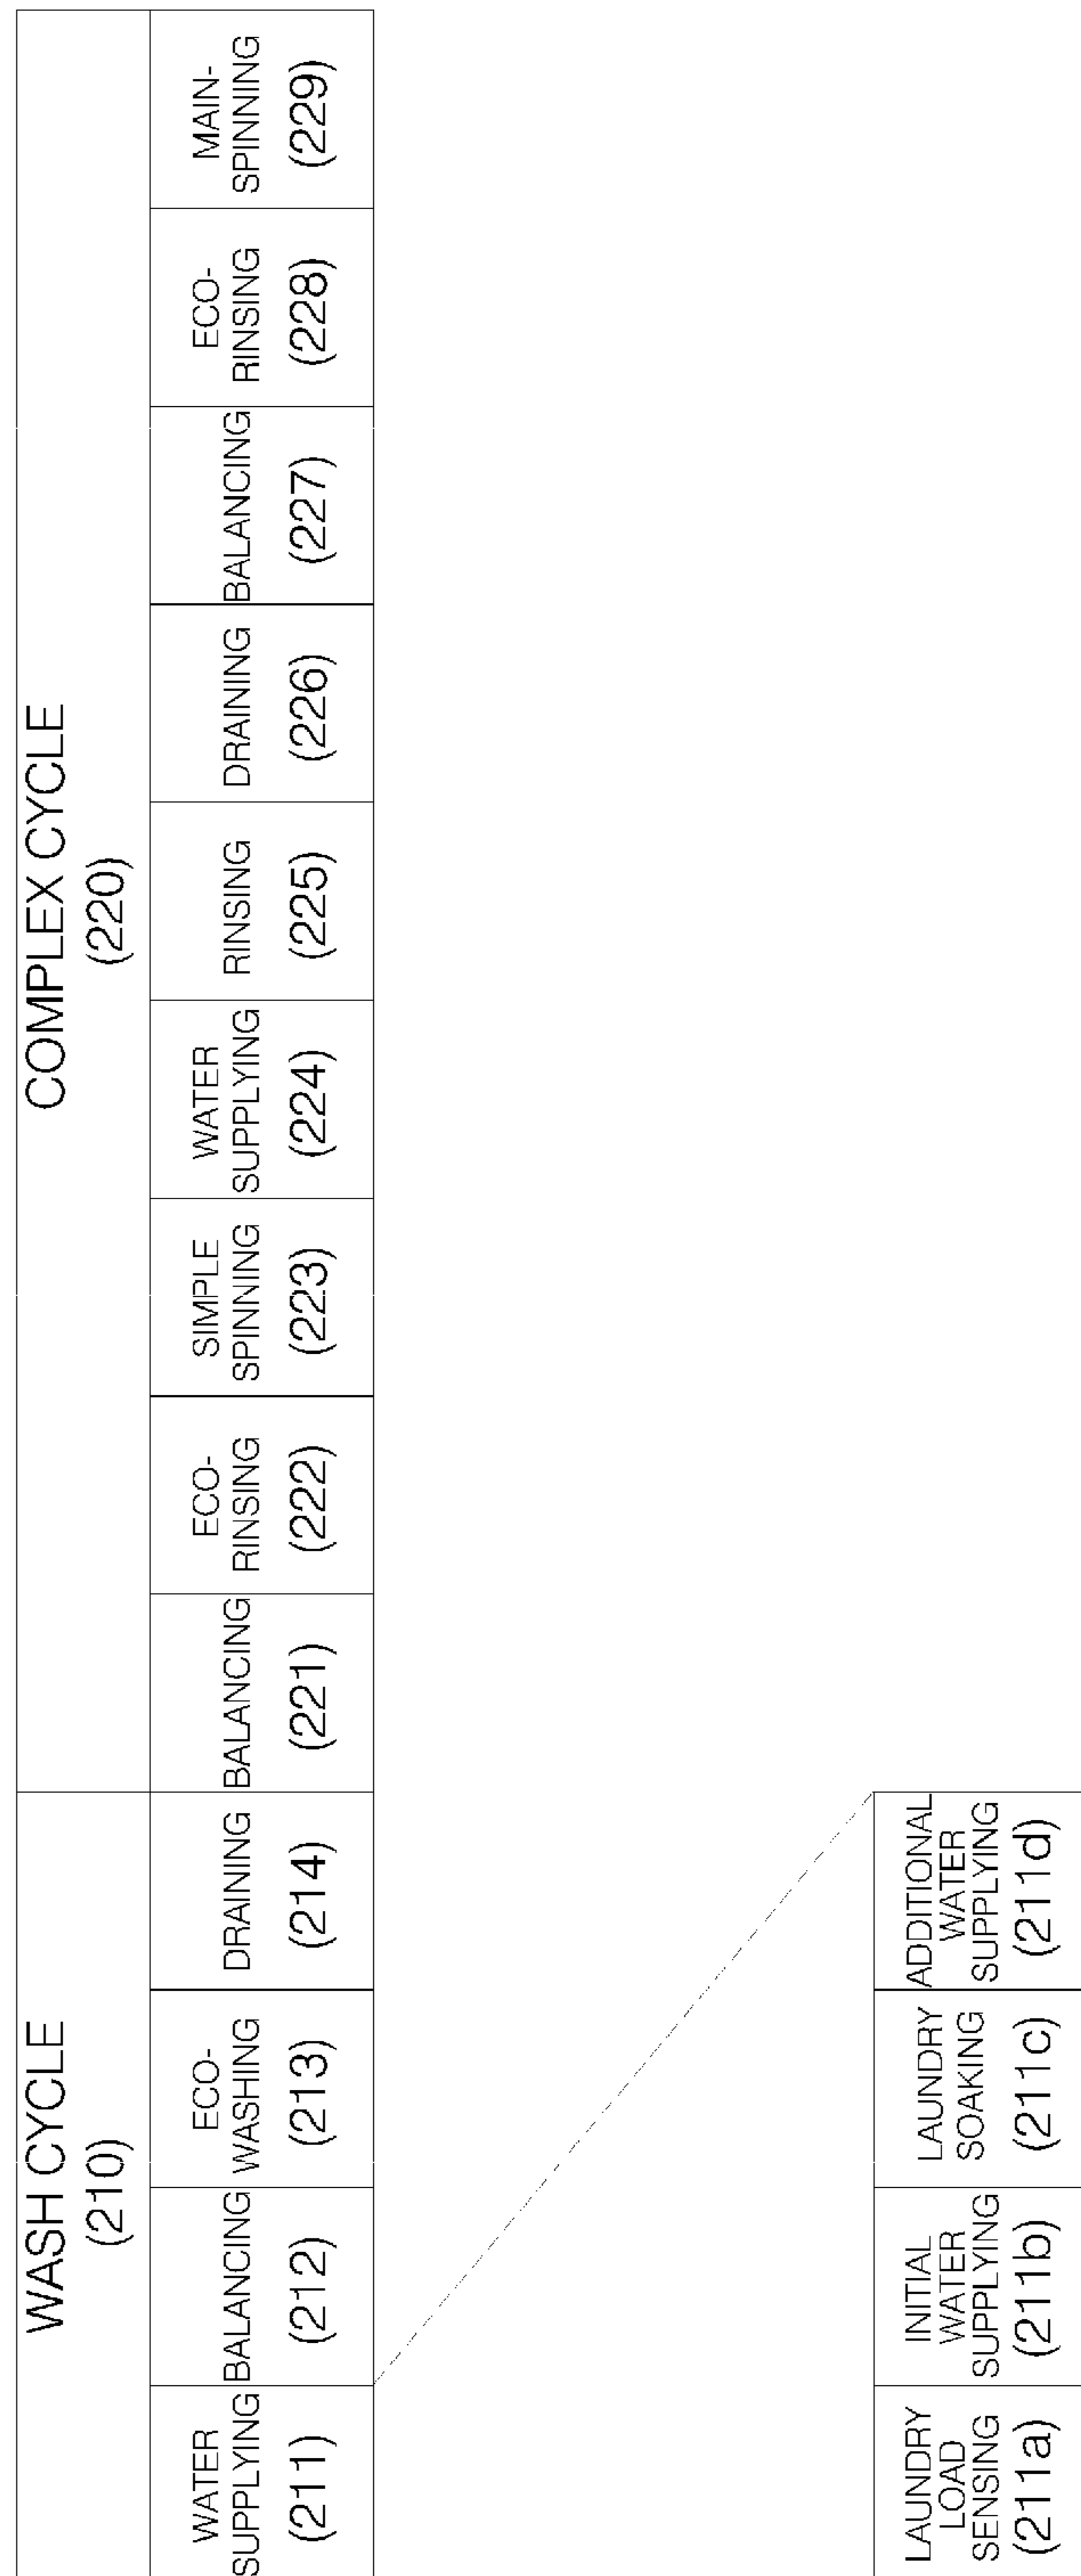 WASH CYCLE
(210)
COMPLEX CYCLE
(220)
WATER
SUPPLYING
(211)
BALANCING
(212)
ECO-
WASHING
(213)
DRAINING
(214)
BALANCING
(221)
ECO-
RINSING
(222)
SIMPLE
SPINNING
(223)
WATER
SUPPLYING
(224)
RINSING
(225)
DRAINING
(226)
BALANCING
(227)
ECO-
RINSING
(228)
MAIN-
SPINNING
(229)
LAUNDRY
LOAD
SENSING
(211a)
INITIAL
WATER
SUPPLYING
(211b)
LAUNDRY
SOAKING
(211c)
ADDITIONAL
WATER
SUPPLYING
(211d)